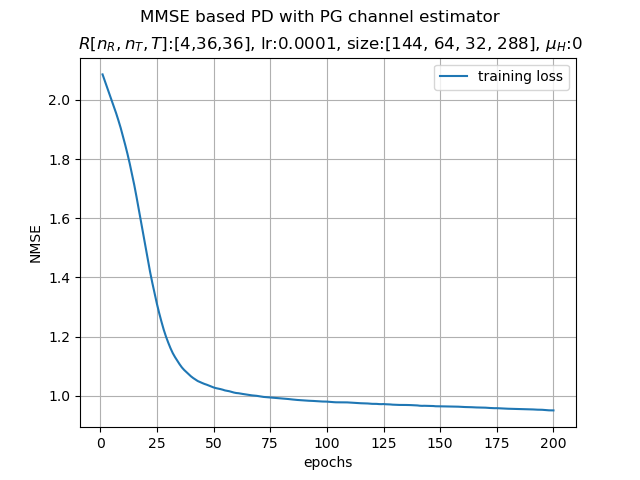 MMSE based PD with PG channel estimator
R[n_R, n_T, T]:[4,36,36], lr:0.0001, size:[144, 64, 32, 288], μ_H:0
training loss
2.0
1.8
1.6
1.4
1.2
1.0
NMSE
0 25 50 75 100 125 150 175 200
epochs